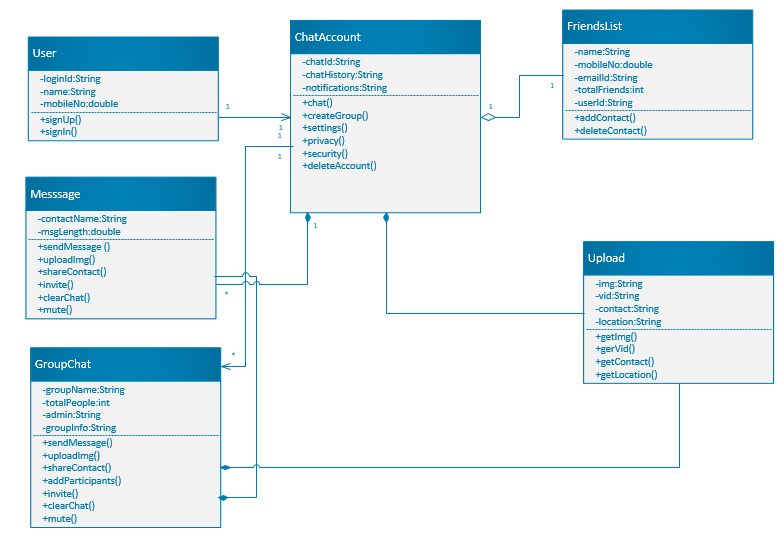 User
-loginId:String
-name:String
-mobileNo:double
+signUp()
+signIn()
ChatAccount
-chatId:String
-chatHistory:String
-notifications:String
+chat()
+createGroup()
+settings()
+privacy()
+security()
+deleteAccount()
FriendsList
-name:String
-mobileNo:double
-emailId:String
-totalFriends:int
-userId:String
+addContact()
+deleteContact()
1
1
1
1
1
1
1
*
*
Messsage
-contactName:String
-msgLength:double
+sendMessage ()
+uploadImg()
+shareContact()
+invite()
+clearChat()
+mute()
Upload
-img:String
-vid:String
-contact:String
-location:String
+getImg()
+gerVid()
+getContact()
+getLocation()
GroupChat
-groupName:String
-totalPeople:int
-admin:String
-groupInfo:String
+sendMessage()
+uploadImg()
+shareContact()
+addParticipants()
+invite()
+clearChat()
+mute()